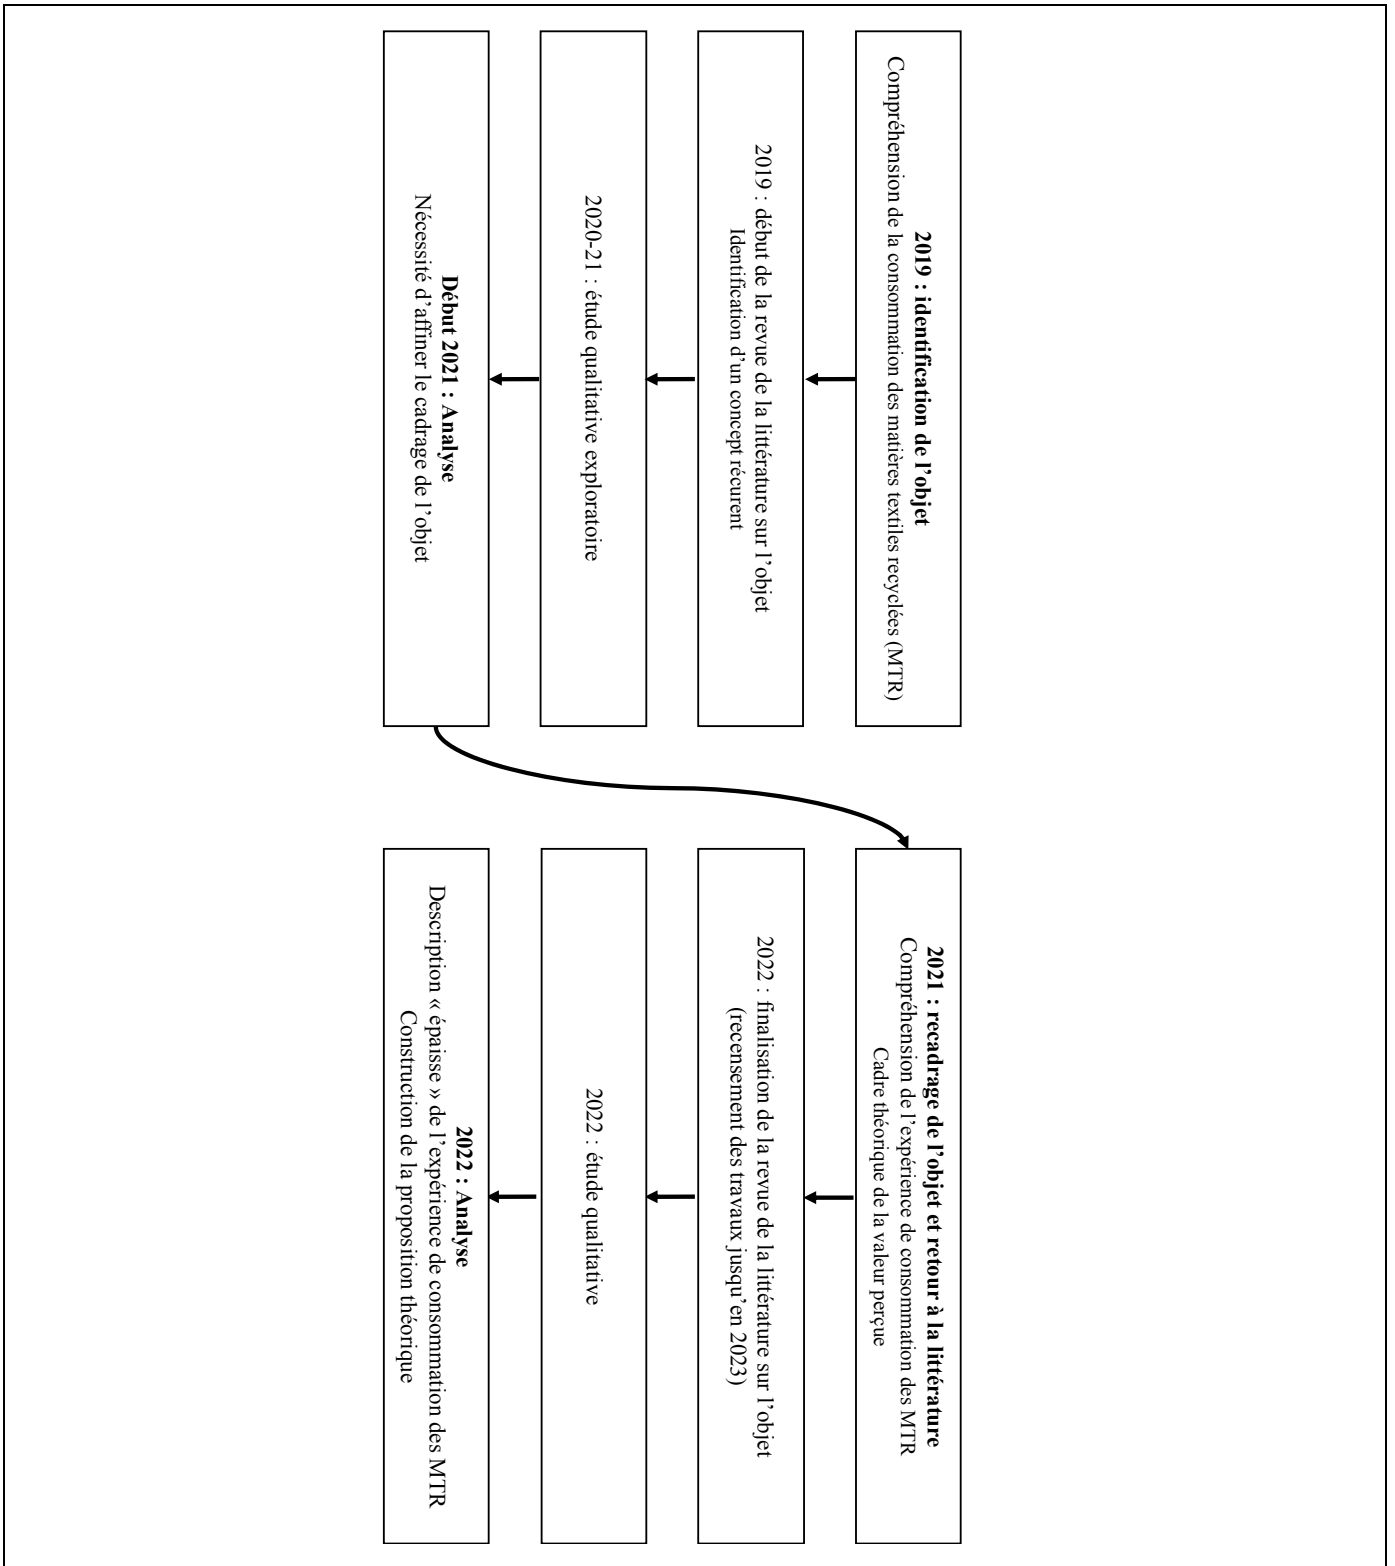 2019 : identification de l’objet
Compréhension de la consommation des matières textiles recyclées (MTR)
2019 : début de la revue de la littérature sur l’objet
Identification d’un concept récurent
2020-21 : étude qualitative exploratoire
Début 2021 : Analyse
Nécessité d’affiner le cadrage de l’objet
2021 : recadrage de l’objet et retour à la littérature
Compréhension de l’expérience de consommation des MTR
Cadre théorique de la valeur perçue
2022 : finalisation de la revue de la littérature sur l’objet
(recensement des travaux jusqu’en 2023)
2022 : étude qualitative
2022 : Analyse
Description « épaisse » de l’expérience de consommation des MTR
Construction de la proposition théorique